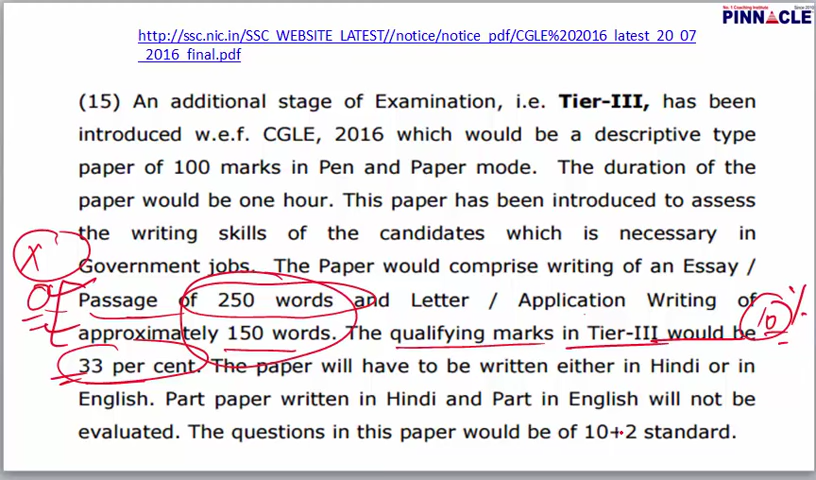 No. 1 Coaching Institute Since 2010
PINNACLE
http://ssc.nic.in/SSC_WEBSITE_LATEST//notice/notice_pdf/CGLE%202016_latest_20_07
_2016_final.pdf
(15) An additional stage of Examination, i.e. Tier-III, has been
introduced w.e.f. CGLE, 2016 which would be a descriptive type
paper of 100 marks in Pen and Paper mode. The duration of the
paper would be one hour. This paper has been introduced to assess
the writing skills of the candidates which is necessary in
Government jobs. The Paper would comprise writing of an Essay /
Passage of 250 words and Letter / Application Writing of
approximately 150 words. The qualifying marks in Tier-III would be
33 per cent. The paper will have to be written either in Hindi or in
English. Part paper written in Hindi and Part in English will not be
evaluated. The questions in this paper would be of 10+2 standard.
X
10 %